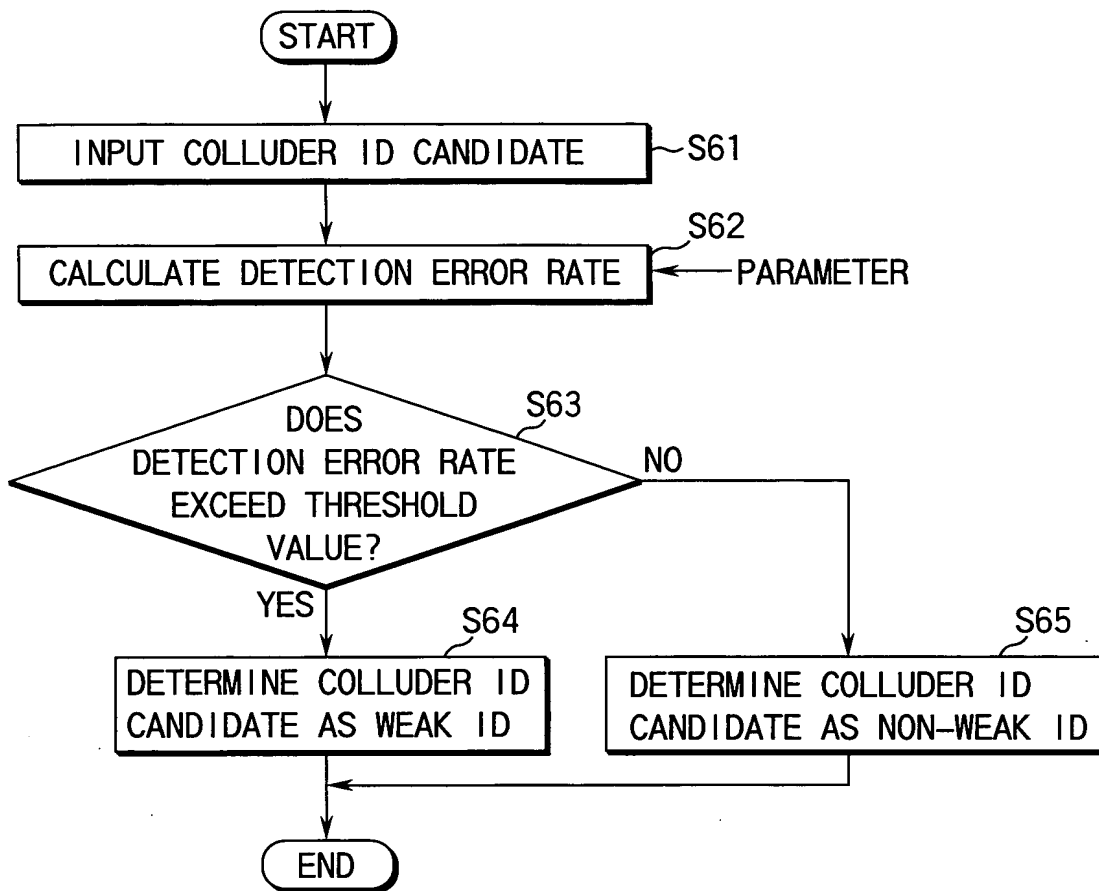 START
INPUT COLLUDER ID CANDIDATE
S61
S62
CALCULATE DETECTION ERROR RATE
PARAMETER
S63
DOES
DETECTION ERROR RATE
EXCEED THRESHOLD
VALUE?
NO
YES
S64
DETERMINE COLLUDER ID
CANDIDATE AS WEAK ID
S65
DETERMINE COLLUDER ID
CANDIDATE AS NON-WEAK ID
END